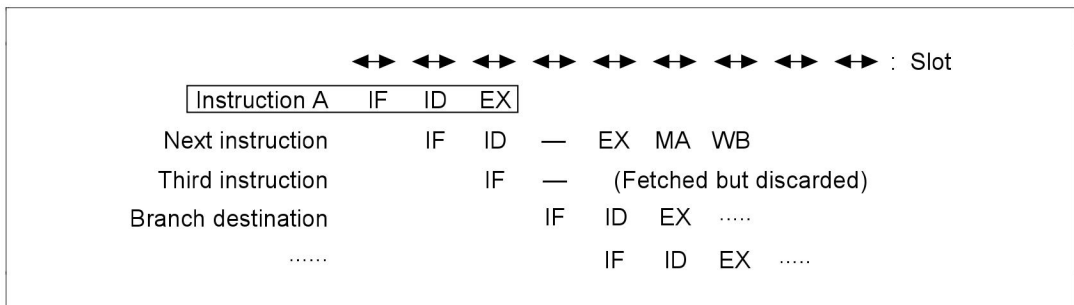 : Slot
Instruction A IF ID EX
Next instruction IF ID — EX MA WB
Third instruction IF — (Fetched but discarded)
Branch destination IF ID EX .....
...... IF ID EX .....